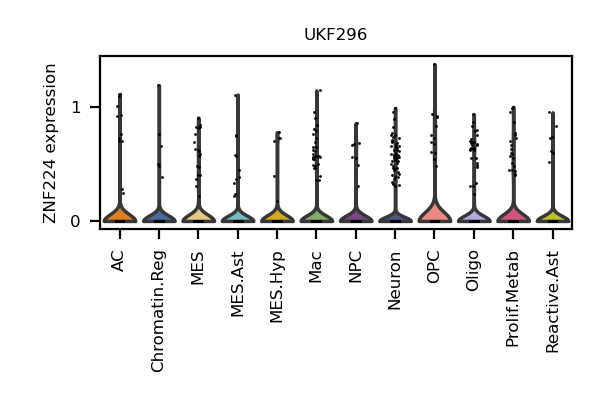 UKF296
ZNF224 expression
1
0
AC
Chromatin.Reg
MES
MES.Ast
MES.Hyp
Mac
NPC
Neuron
OPC
Oligo
Prolif.Metab
Reactive.Ast